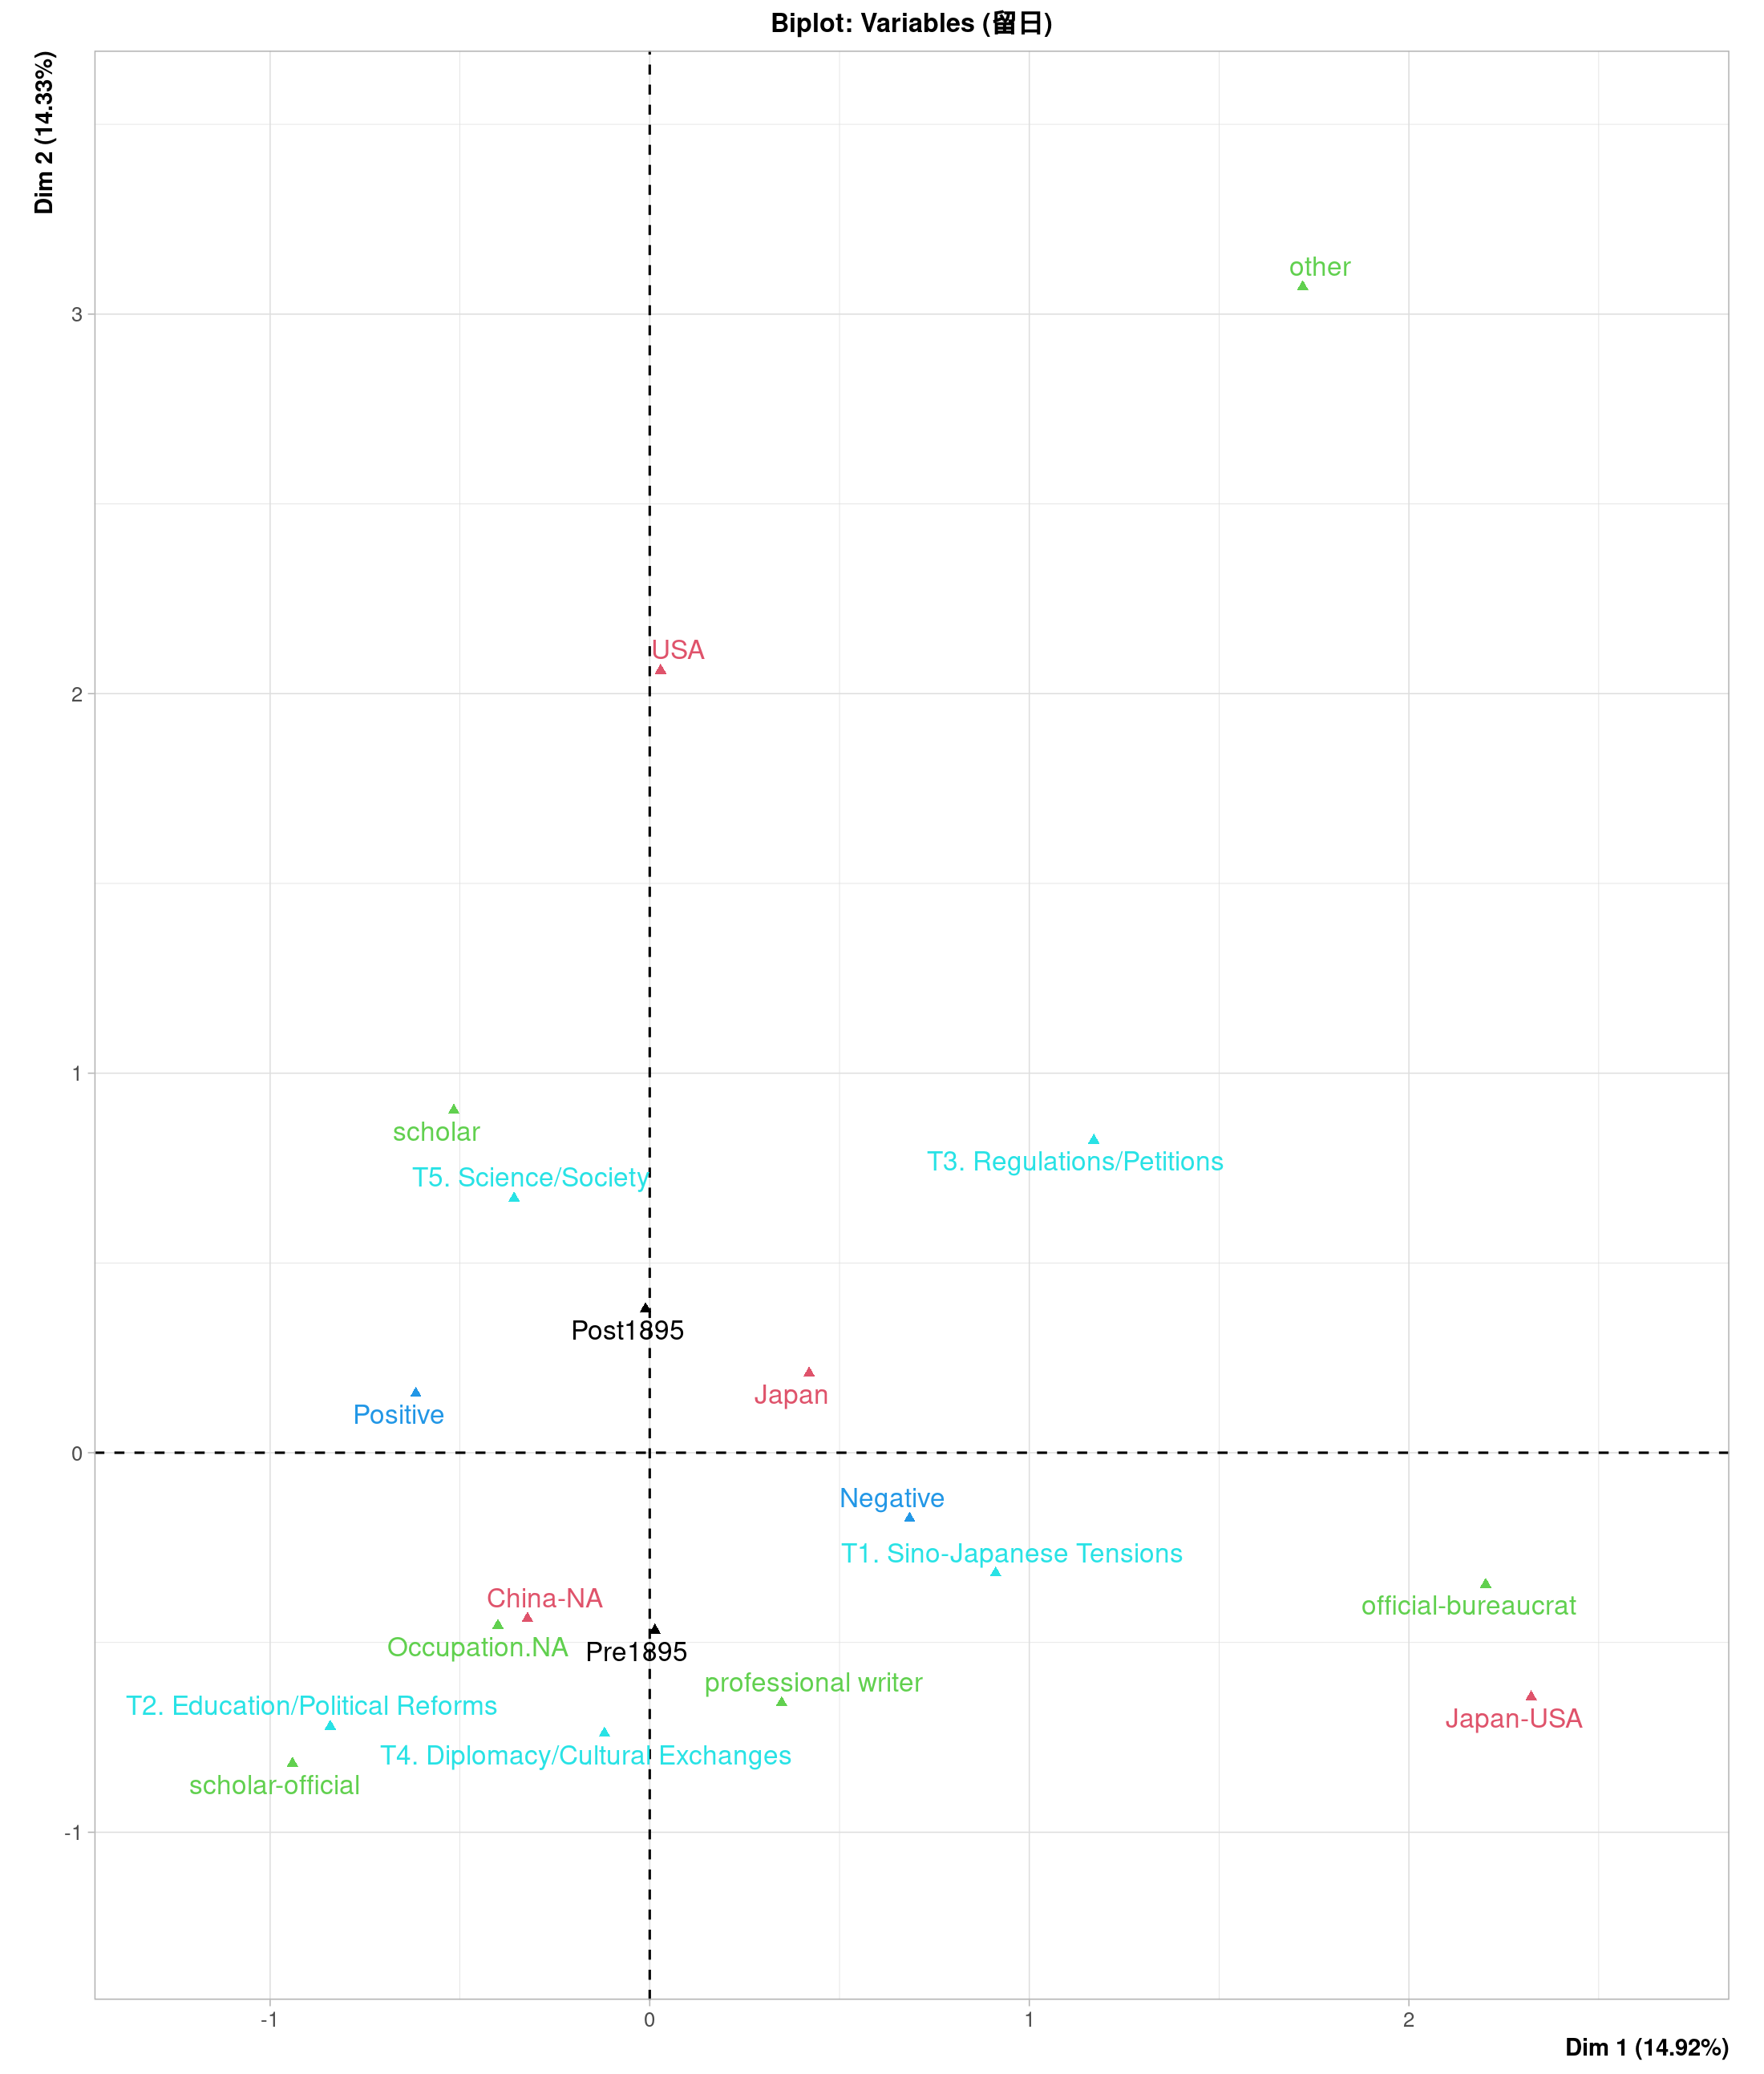 Biplot: Variables (留日)
Dim 2 (14.33%)
other
3
USA
2
scholar
T3. Regulations/Petitions
T5. Science/Society
1
Post1895
Japan
Positive
0
Negative
T1. Sino-Japanese Tensions
China-NA
official-bureaucrat
Occupation.NA
Pre1895
professional writer
T2. Education/Political Reforms
Japan-USA
T4. Diplomacy/Cultural Exchanges
scholar-official
-1
-1
0
1
2
Dim 1 (14.92%)